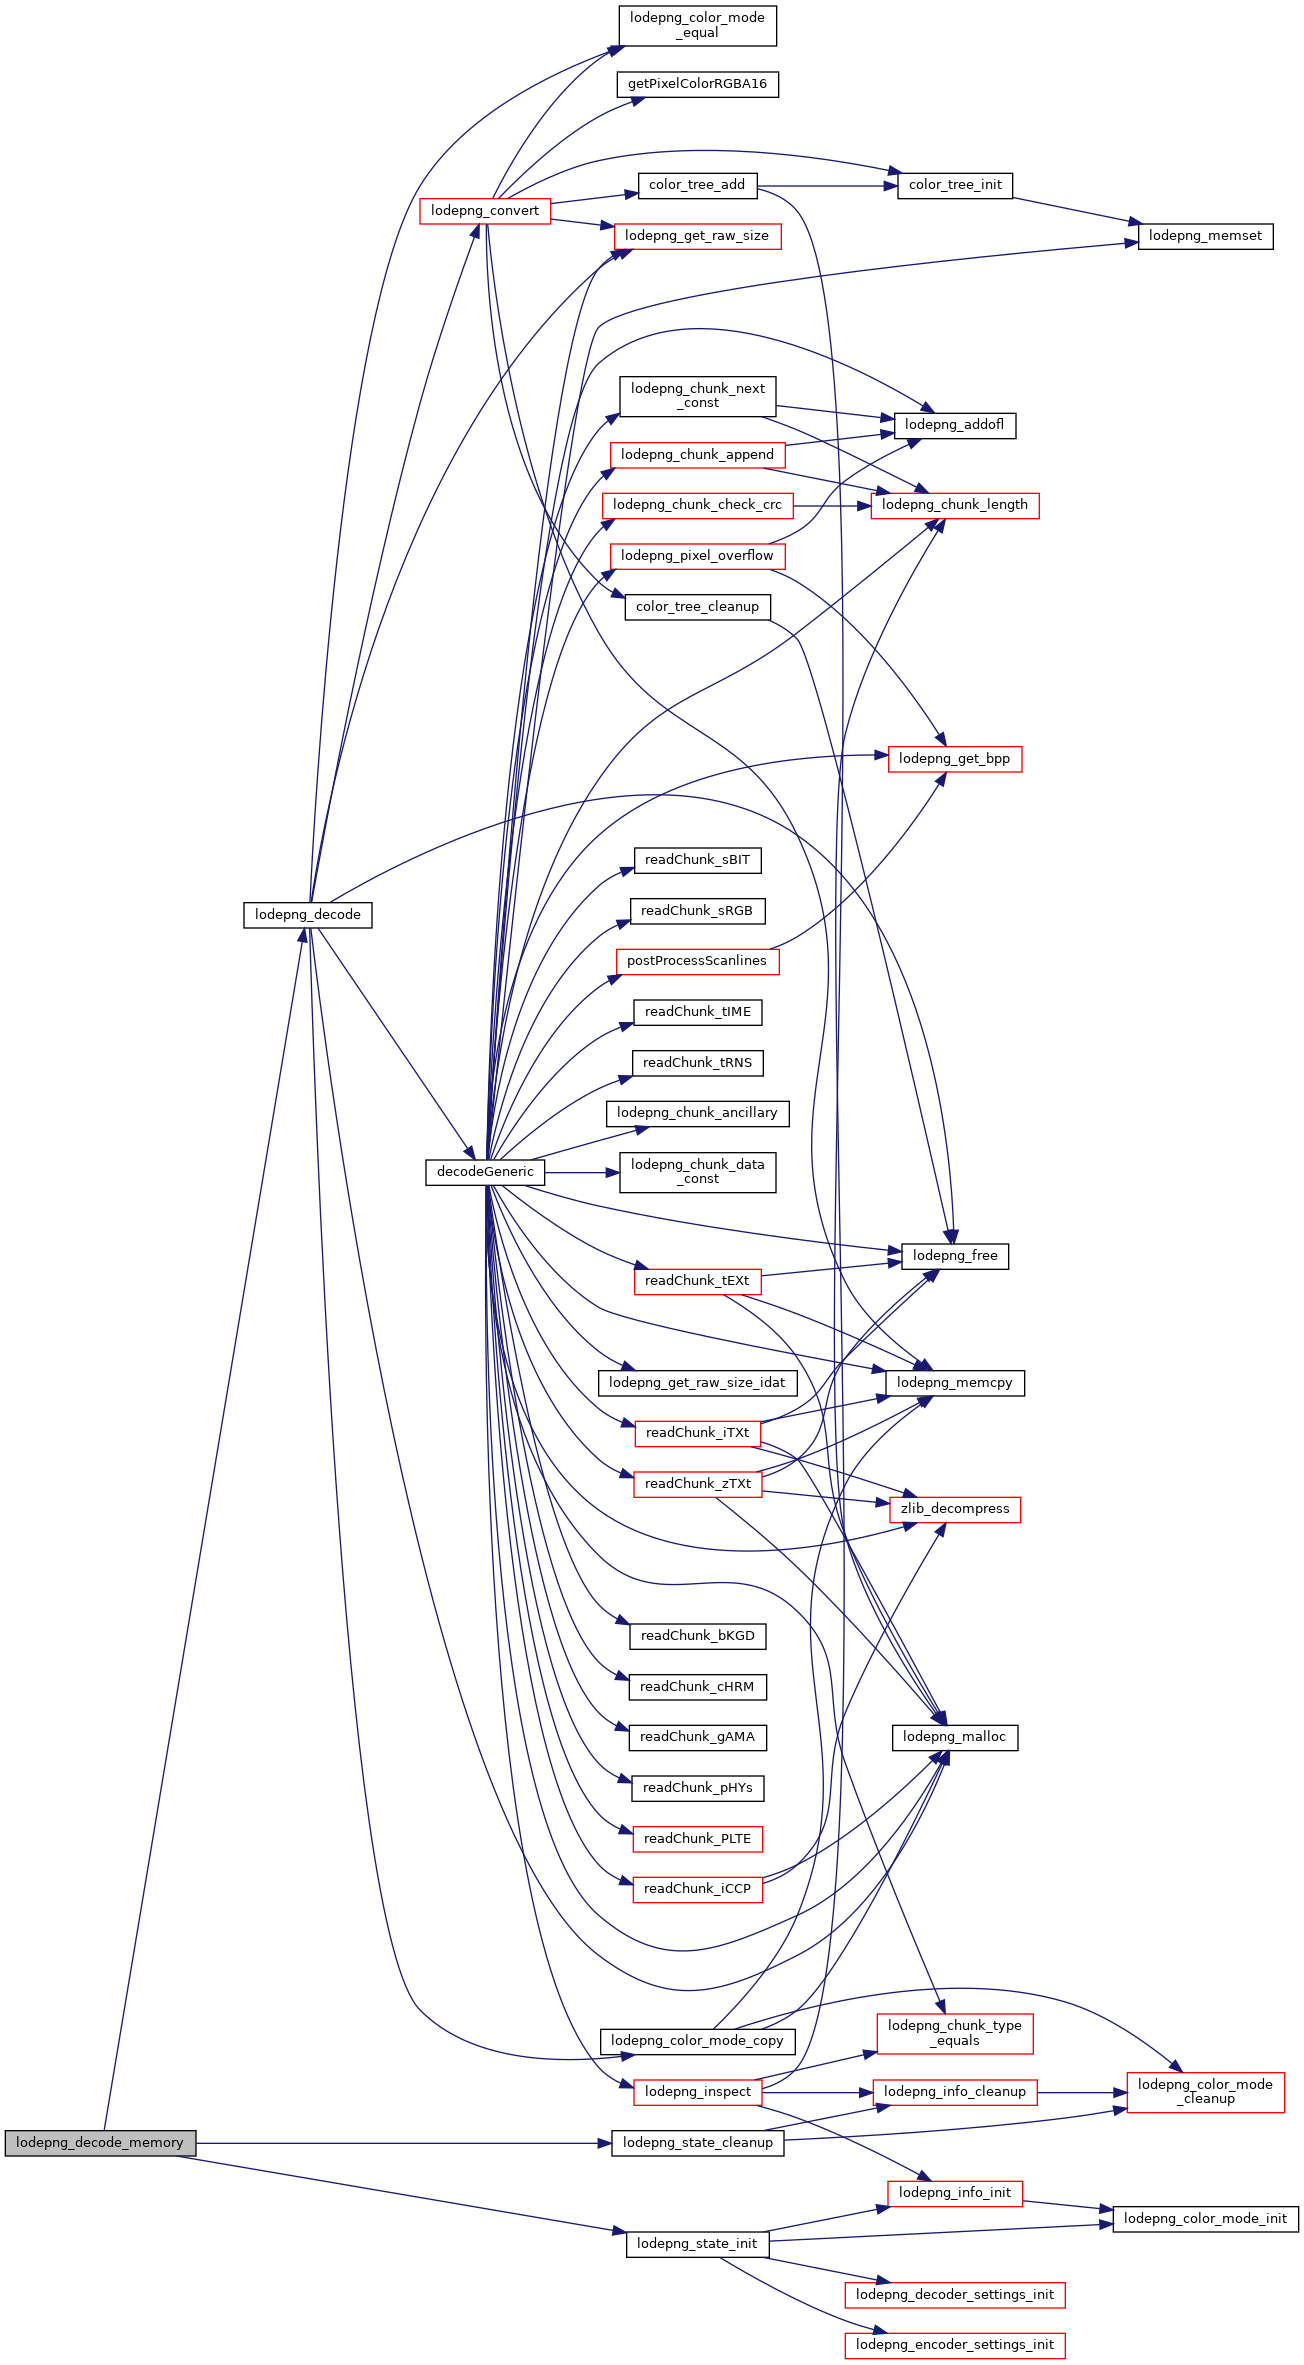 lodepng_color_mode
_equal
getPixelColorRGBA16
color_tree_add
color_tree_init
lodepng_convert
lodepng_get_raw_size
lodepng_memset
lodepng_chunk_next
_const
lodepng_addofl
lodepng_chunk_append
lodepng_chunk_check_crc
lodepng_chunk_length
lodepng_pixel_overflow
color_tree_cleanup
lodepng_get_bpp
readChunk_sBIT
readChunk_sRGB
lodepng_decode
postProcessScanlines
readChunk_tIME
readChunk_tRNS
lodepng_chunk_ancillary
decodeGeneric
lodepng_chunk_data
_const
lodepng_free
readChunk_tEXt
lodepng_get_raw_size_idat
lodepng_memcpy
readChunk_iTXt
readChunk_zTXt
zlib_decompress
readChunk_bKGD
readChunk_cHRM
readChunk_gAMA
lodepng_malloc
readChunk_pHYs
readChunk_PLTE
readChunk_iCCP
lodepng_chunk_type
_equals
lodepng_color_mode_copy
lodepng_inspect
lodepng_info_cleanup
lodepng_color_mode
_cleanup
lodepng_decode_memory
lodepng_state_cleanup
lodepng_info_init
lodepng_color_mode_init
lodepng_state_init
lodepng_decoder_settings_init
lodepng_encoder_settings_init